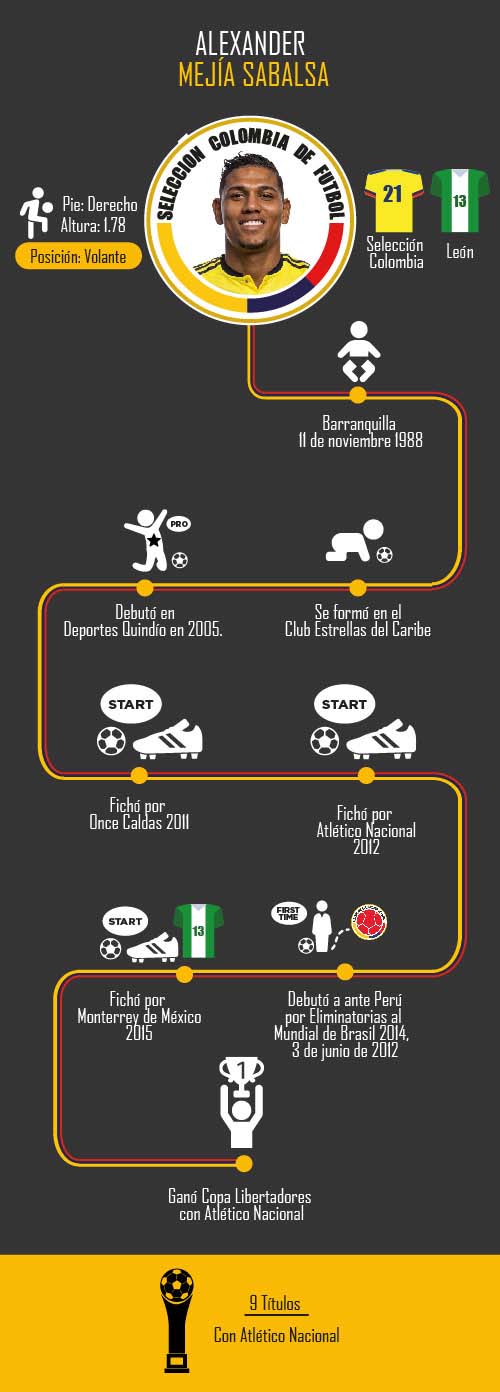 ALEXANDER
MEJÍA SABALSA
SELECCION COLOMBIA DE FUTBOL
Pie: Derecho
Altura: 1.78
Posición: Volante
21
Selección
Colombia
13
León
Barranquilla
11 de noviembre 1988
PRO
Debutó en
Deportes Quindío en 2005.
Se formó en el
Club Estrellas del Caribe
START
Fichó por
Once Caldas 2011
START
Fichó por
Atlético Nacional
2012
START
13
Fichó por
Monterrey de México
2015
FIRST
TIME
Debutó a ante Perú
por Eliminatorias al
Mundial de Brasil 2014,
3 de junio de 2012
1
Ganó Copa Libertadores
con Atlético Nacional
9 Títulos
Con Atlético Nacional